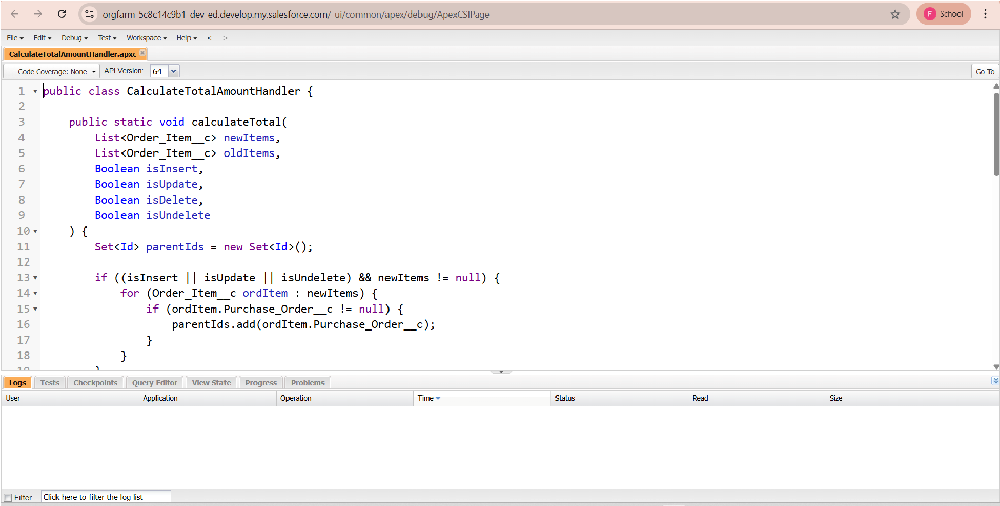 orgfarm-5c8c14c9b1-dev-ed.develop.my.salesforce.com/_ui/common/apex/debug/ApexCSIPage
F School
File Edit Debug Test Workspace Help < >
CalculateTotalAmountHandler.apxc
Code Coverage: None API Version: 64 Go To
1 public class CalculateTotalAmountHandler {
2
3 public static void calculateTotal(
4 List<Order_Item__c> newItems,
5 List<Order_Item__c> oldItems,
6 Boolean isInsert,
7 Boolean isUpdate,
8 Boolean isDelete,
9 Boolean isUndelete
10 ) {
11 Set<Id> parentIds = new Set<Id>();
12
13 if ((isInsert || isUpdate || isUndelete) && newItems != null) {
14 for (Order_Item__c ordItem : newItems) {
15 if (ordItem.Purchase_Order__c != null) {
16 parentIds.add(ordItem.Purchase_Order__c);
17 }
18 }
19 }
Logs Tests Checkpoints Query Editor View State Progress Problems
User Application Operation Time Status Read Size
Filter Click here to filter the log list